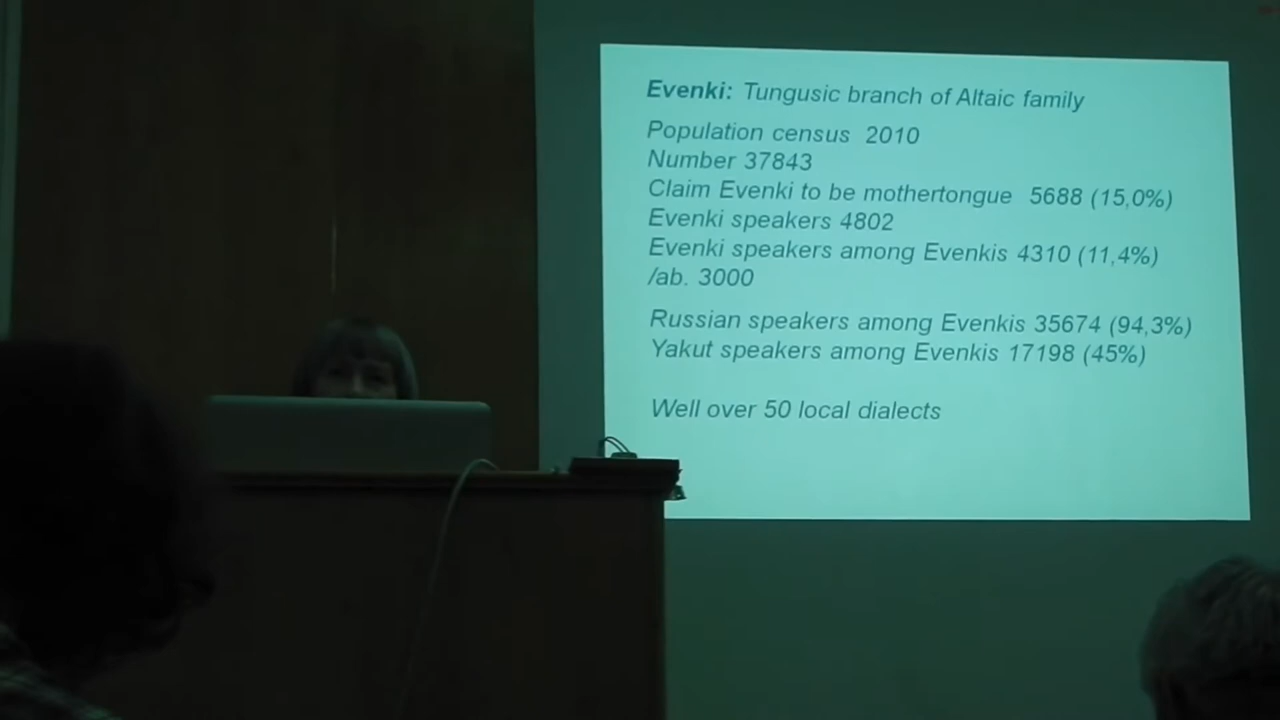 Evenki: Tungusic branch of Altaic family
Population census 2010
Number 37843
Claim Evenki to be mothertongue 5688 (15,0%)
Evenki speakers 4802
Evenki speakers among Evenkis 4310 (11,4%)
/ab. 3000
Russian speakers among Evenkis 35674 (94,3%)
Yakut speakers among Evenkis 17198 (45%)
Well over 50 local dialects